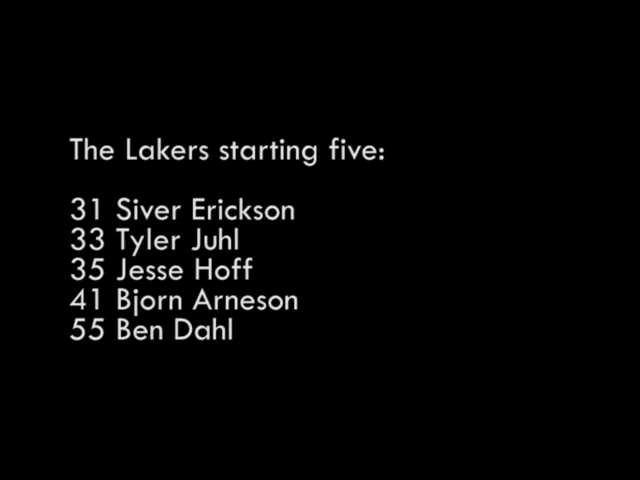 The Lakers starting five:
31 Siver Erickson
33 Tyler Juhl
35 Jesse Hoff
41 Bjorn Arneson
55 Ben Dahl